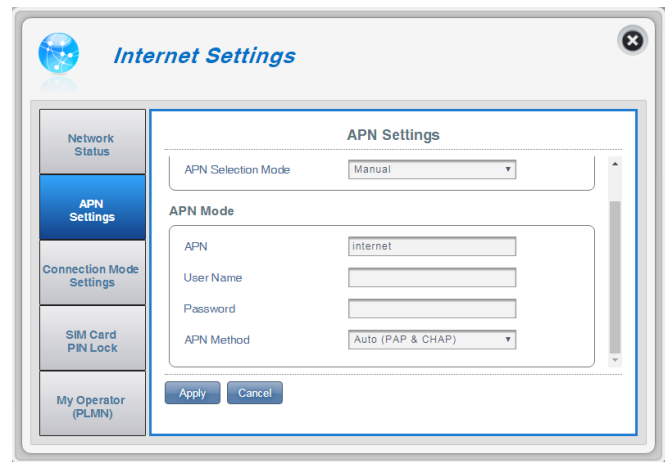 Internet Settings
Network
Status
APN
Settings
Connection Mode
Settings
SIM Card
PIN Lock
My Operator
(PLMN)
APN Settings
APN Selection Mode Manual
APN Mode
APN internet
User Name
Password
APN Method Auto (PAP & CHAP)
Apply Cancel